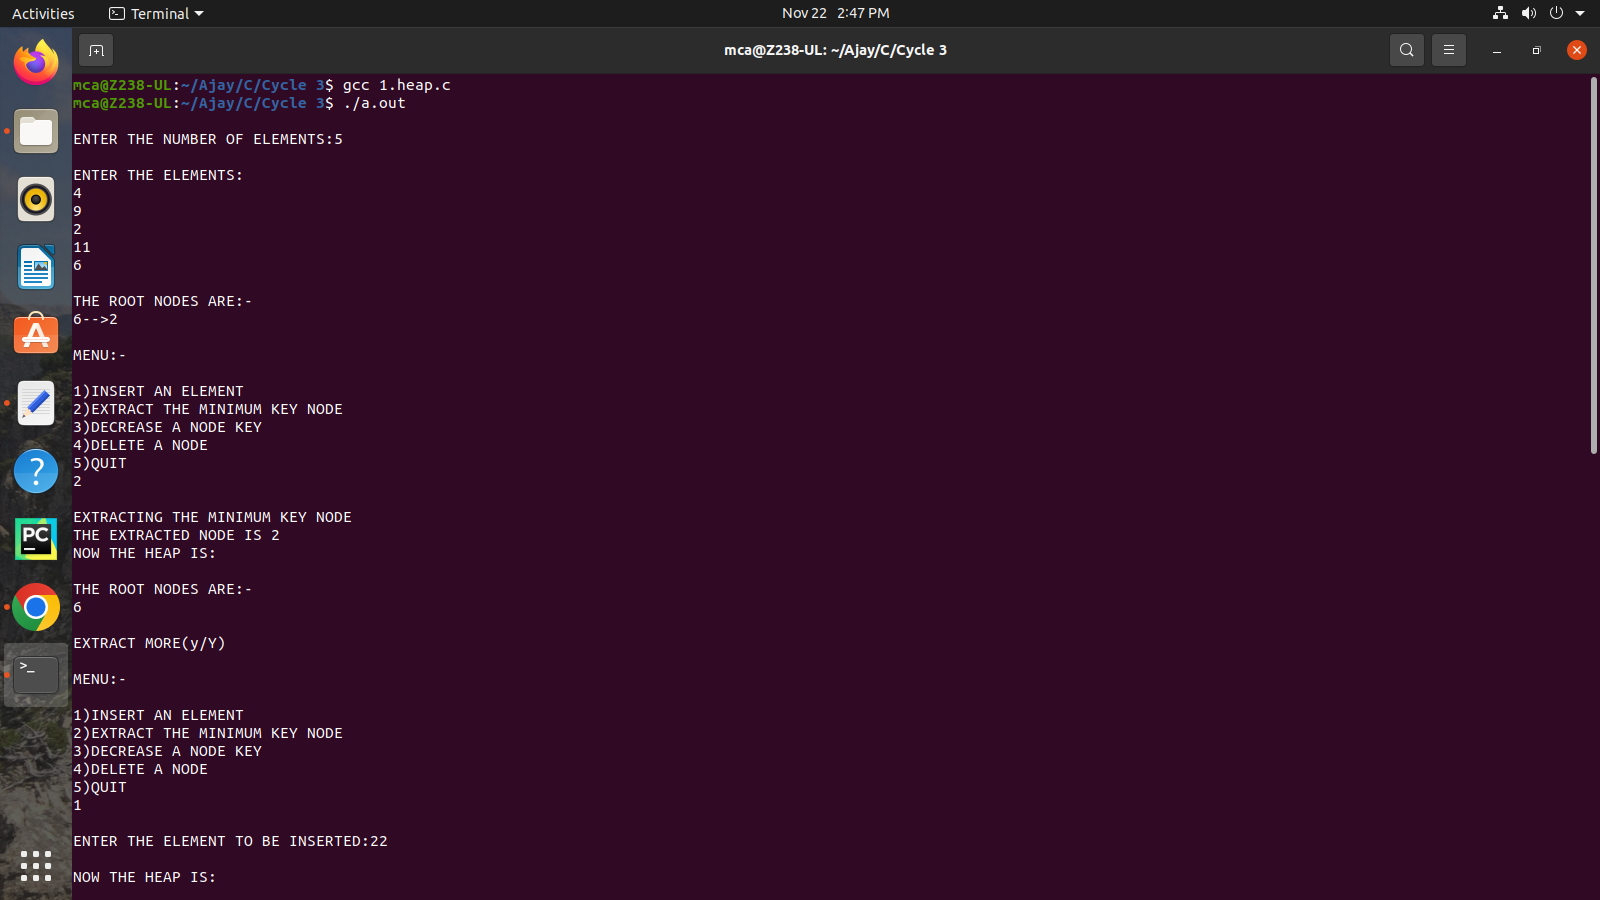 Activities Terminal Nov 22 2:47 PM
mca@Z238-UL: ~/Ajay/C/Cycle 3
mca@Z238-UL:~/Ajay/C/Cycle 3$ gcc 1.heap.c
mca@Z238-UL:~/Ajay/C/Cycle 3$ ./a.out
ENTER THE NUMBER OF ELEMENTS:5
ENTER THE ELEMENTS:
4
9
2
11
6
THE ROOT NODES ARE:-
6-->2
MENU:-
1)INSERT AN ELEMENT
2)EXTRACT THE MINIMUM KEY NODE
3)DECREASE A NODE KEY
4)DELETE A NODE
5)QUIT
2
EXTRACTING THE MINIMUM KEY NODE
THE EXTRACTED NODE IS 2
NOW THE HEAP IS:
THE ROOT NODES ARE:-
6
EXTRACT MORE(y/Y)
MENU:-
1)INSERT AN ELEMENT
2)EXTRACT THE MINIMUM KEY NODE
3)DECREASE A NODE KEY
4)DELETE A NODE
5)QUIT
1
ENTER THE ELEMENT TO BE INSERTED:22
NOW THE HEAP IS: